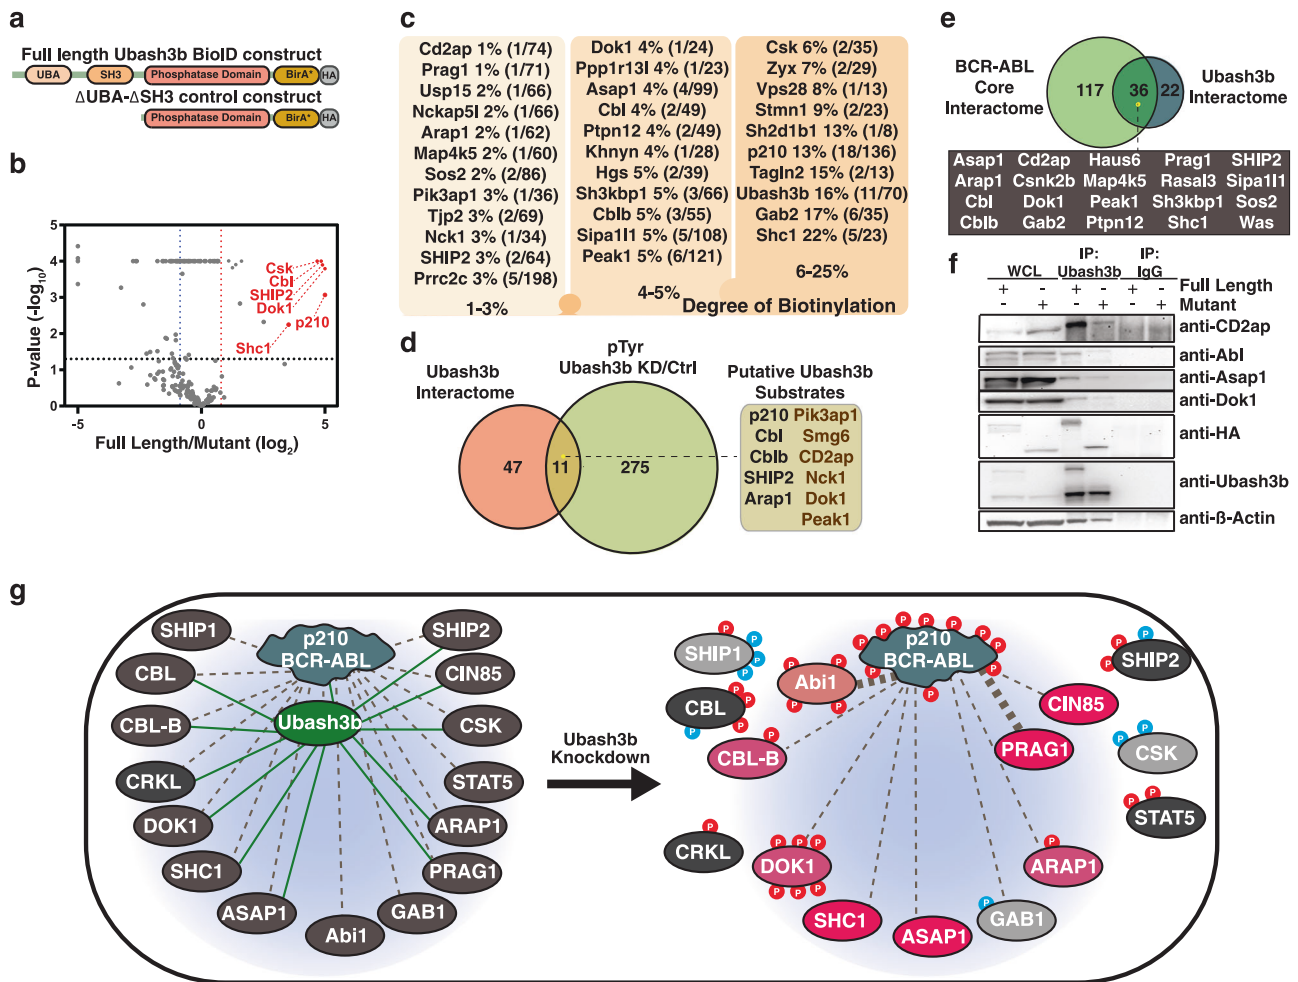 a
Full length Ubash3b BioID construct
UBA SH3 Phosphatase Domain BirA* HA
ΔUBA-ΔSH3 control construct
Phosphatase Domain BirA* HA
b
5
4
3
2
1
0
-5 0 5
P-value (-log10)
Full Length/Mutant (log2)
Csk
Cbl
SHIP2
Dok1
p210
Shc1
c
Cd2ap 1% (1/74)
Prag1 1% (1/71)
Usp15 2% (1/66)
Nckap5l 2% (1/66)
Arap1 2% (1/62)
Map4k5 2% (1/60)
Sos2 2% (2/86)
Pik3ap1 3% (1/36)
Tjp2 3% (2/69)
Nck1 3% (1/34)
SHIP2 3% (2/64)
Prrc2c 3% (5/198)
1-3%
Dok1 4% (1/24)
Ppp1r13l 4% (1/23)
Asap1 4% (4/99)
Cbl 4% (2/49)
Ptpn12 4% (2/49)
Khnyn 4% (1/28)
Hgs 5% (2/39)
Sh3kbp1 5% (3/66)
Cblb 5% (3/55)
Sipa1l1 5% (5/108)
Peak1 5% (6/121)
4-5%
Csk 6% (2/35)
Zyx 7% (2/29)
Vps28 8% (1/13)
Stmn1 9% (2/23)
Sh2d1b1 13% (1/8)
p210 13% (18/136)
Tagln2 15% (2/13)
Ubash3b 16% (11/70)
Gab2 17% (6/35)
Shc1 22% (5/23)
6-25%
Degree of Biotinylation
d
Ubash3b
Interactome
pTyr
Ubash3b KD/Ctrl
47 11 275
Putative Ubash3b
Substrates
p210 Pik3ap1
Cbl Smg6
Cblb CD2ap
SHIP2 Nck1
Arap1 Dok1
Peak1
e
BCR-ABL
Core
Interactome
117 36 22
Ubash3b
Interactome
Asap1 Cd2ap Haus6 Prag1 SHIP2
Arap1 Csnk2b Map4k5 Rasal3 Sipa1l1
Cbl Dok1 Peak1 Sh3kbp1 Sos2
Cblb Gab2 Ptpn12 Shc1 Was
f
WCL
IP:
Ubash3b
IP:
IgG
+ + + Full Length
+ + + Mutant
anti-CD2ap
anti-Abl
anti-Asap1
anti-Dok1
anti-HA
anti-Ubash3b
anti-ß-Actin
g
SHIP1
CBL
CBL-B
CRKL
DOK1
SHC1
ASAP1
Abi1
GAB1
PRAG1
ARAP1
STAT5
CSK
CIN85
SHIP2
p210
BCR-ABL
Ubash3b
Ubash3b
Knockdown
p210
BCR-ABL
P P P P P P P P P P
SHIP1
P P P P
Abi1
P P P P
CBL
P P P P
CBL-B
P
CRKL
P
DOK1
P P P P P P
SHC1
ASAP1
GAB1
P
ARAP1
P
PRAG1
CIN85
SHIP2
P P P
CSK
P P
STAT5
P P